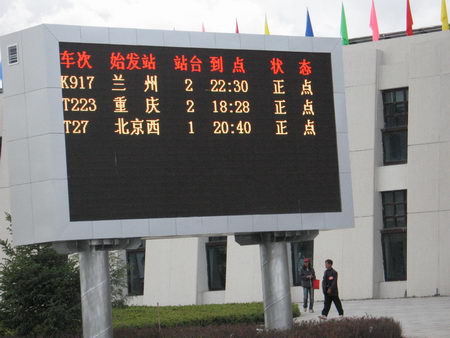 车次 始发站 站台 到点 状态
K917 兰州 2 22:30 正点
T223 重庆 2 18:28 正点
T27 北京西 1 20:40 正点